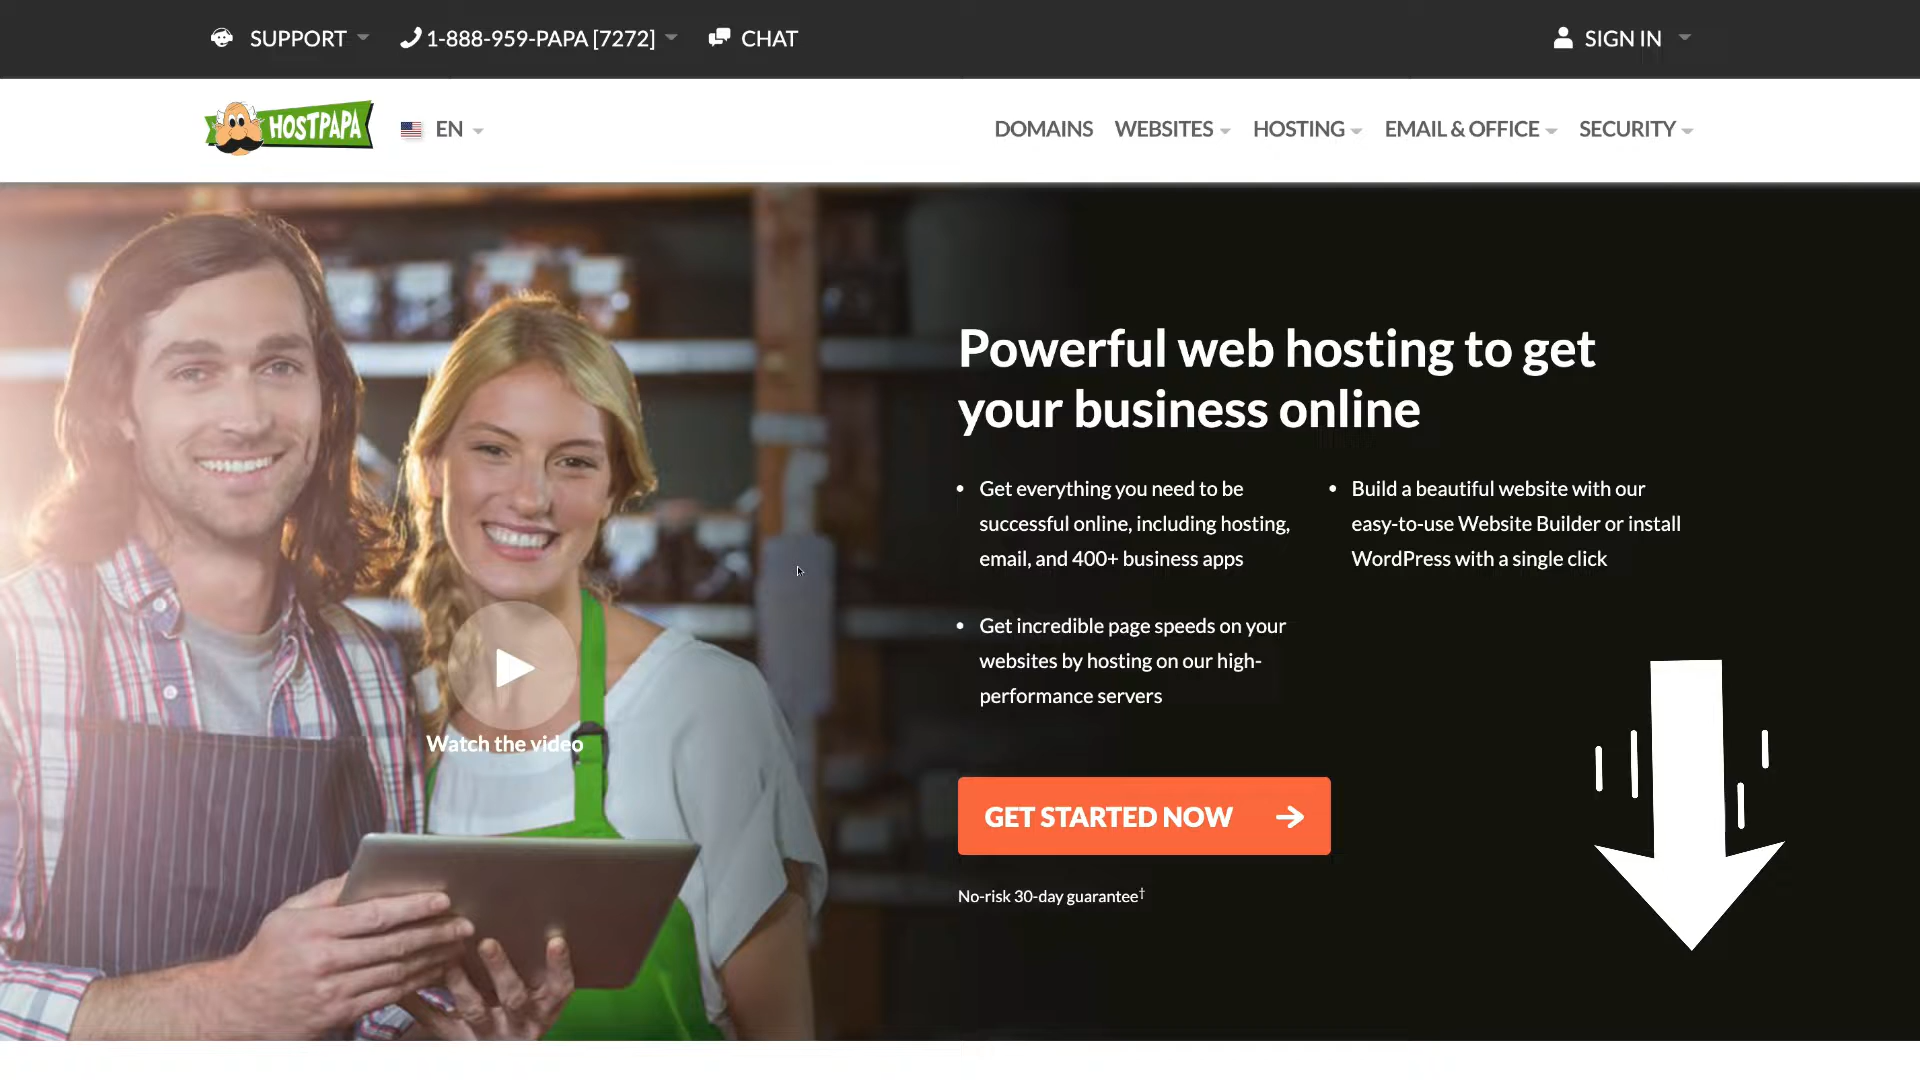 SUPPORT
1-888-959-PAPA [7272]
CHAT
SIGN IN
HOSTPAPA
EN
DOMAINS
WEBSITES
HOSTING
EMAIL & OFFICE
SECURITY
Powerful web hosting to get
your business online
• Get everything you need to be
successful online, including hosting,
email, and 400+ business apps
• Build a beautiful website with our
easy-to-use Website Builder or install
WordPress with a single click
• Get incredible page speeds on your
websites by hosting on our high-
performance servers
Watch the video
GET STARTED NOW
No-risk 30-day guarantee†